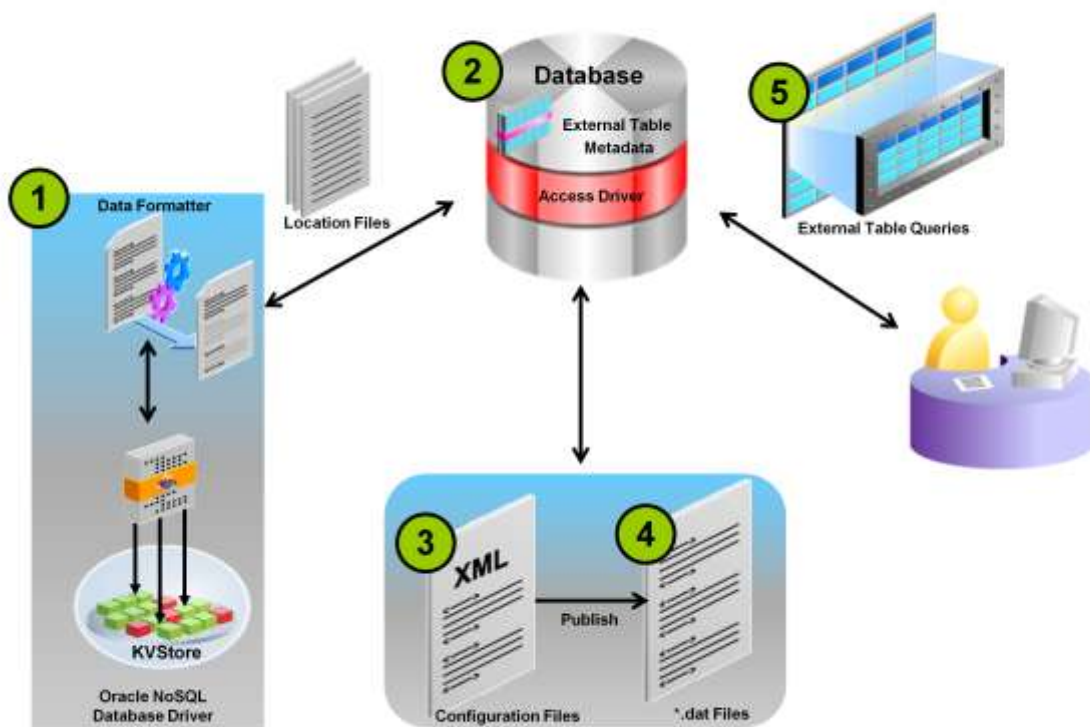 1
Data Formatter
KVStore
Oracle NoSQL
Database Driver
Location Files
2
Database
External Table
Metadata
Access Driver
5
External Table Queries
3
XML
Publish
4
Configuration Files
*.dat Files